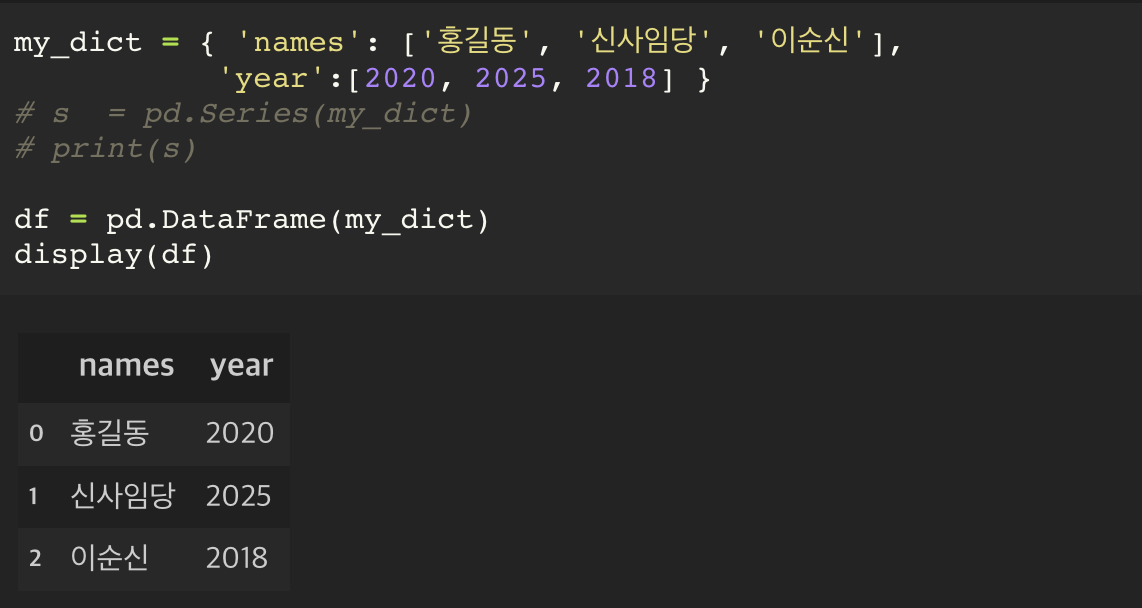 my_dict = { 'names': ['홍길동', '신사임당', '이순신'],
'year':[2020, 2025, 2018] }
# s  = pd.Series(my_dict)
# print(s)
df = pd.DataFrame(my_dict)
display(df)
names year
0 홍길동 2020
1 신사임당 2025
2 이순신 2018